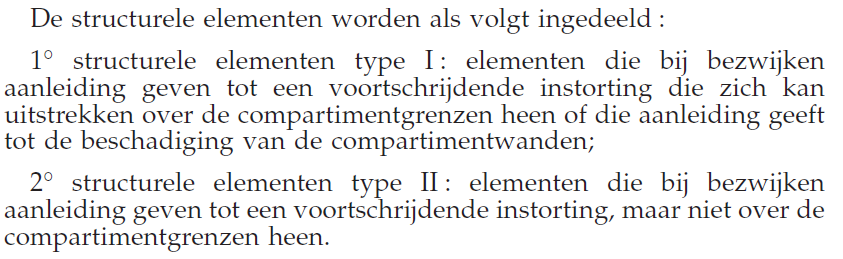 De structurele elementen worden als volgt ingedeeld :
1° structurele elementen type I : elementen die bij bezwijken
aanleiding geven tot een voortschrijdende instorting die zich kan
uitstrekken over de compartimentgrenzen heen of die aanleiding geeft
tot de beschadiging van de compartimentwanden;
2° structurele elementen type II : elementen die bij bezwijken
aanleiding geven tot een voortschrijdende instorting, maar niet over de
compartimentgrenzen heen.